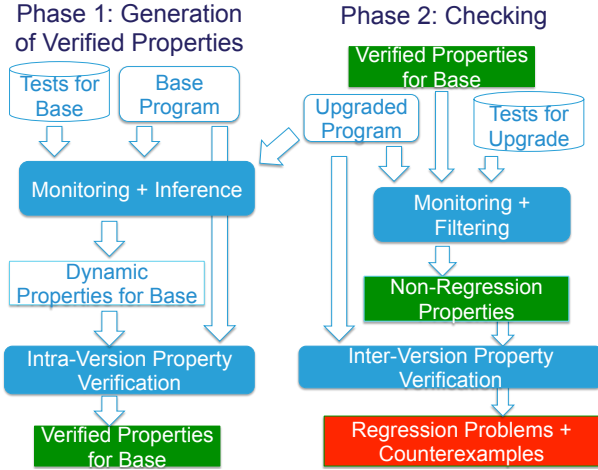 Phase 1: Generation
of Verified Properties
Tests for
Base
Base
Program
Monitoring + Inference
Dynamic
Properties for Base
Intra-Version Property
Verification
Verified Properties
for Base
Phase 2: Checking
Verified Properties
for Base
Upgraded
Program
Tests for
Upgrade
Monitoring +
Filtering
Non-Regression
Properties
Inter-Version Property
Verification
Regression Problems +
Counterexamples